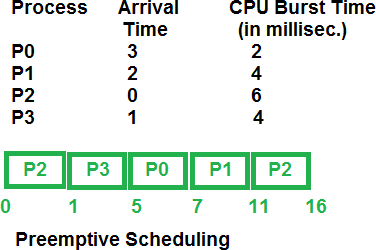 Process Arrival Time CPU Burst Time (in millisec.)
P0 3 2
P1 2 4
P2 0 6
P3 1 4
P2 P3 P0 P1 P2
0 1 5 7 11 16
Preemptive Scheduling